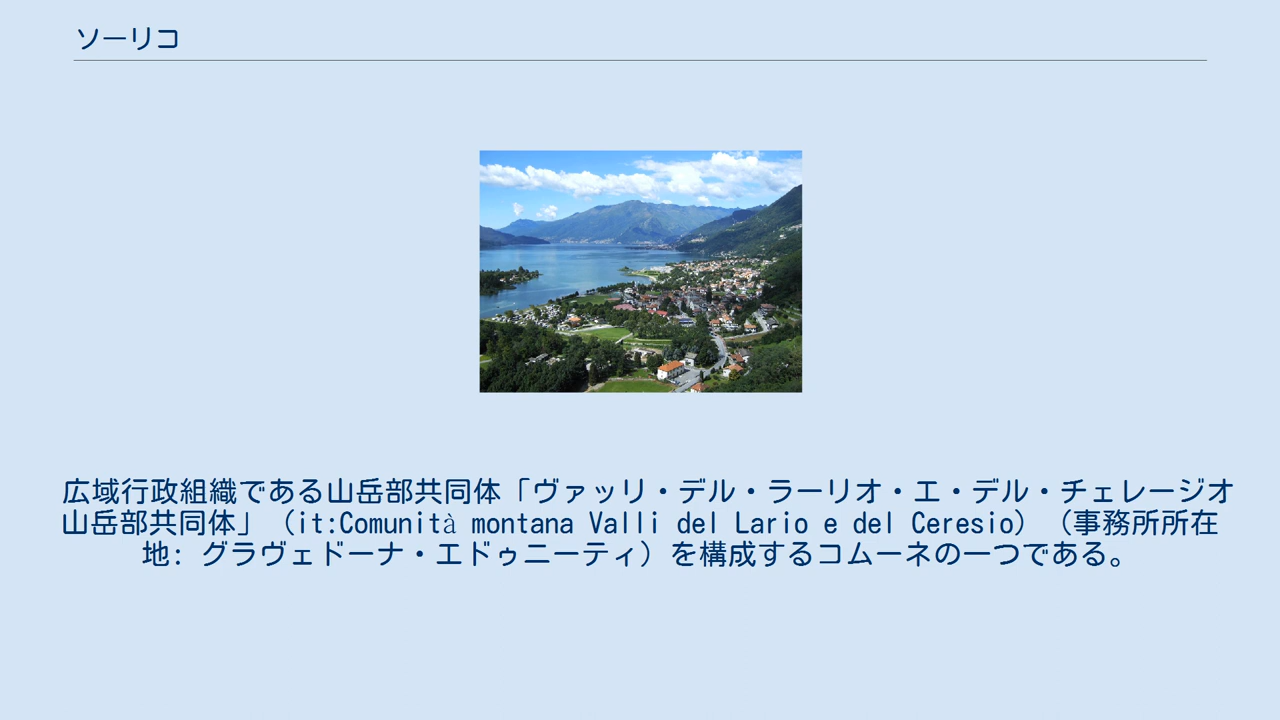 ソーリコ
広域行政組織である山岳部共同体「ヴァッリ・デル・ラーリオ・エ・デル・チェレージオ
山岳部共同体」（it:Comunità montana Valli del Lario e del Ceresio）（事務所所在
地: グラヴェドーナ・エドゥニーティ）を構成するコムーネの一つである。